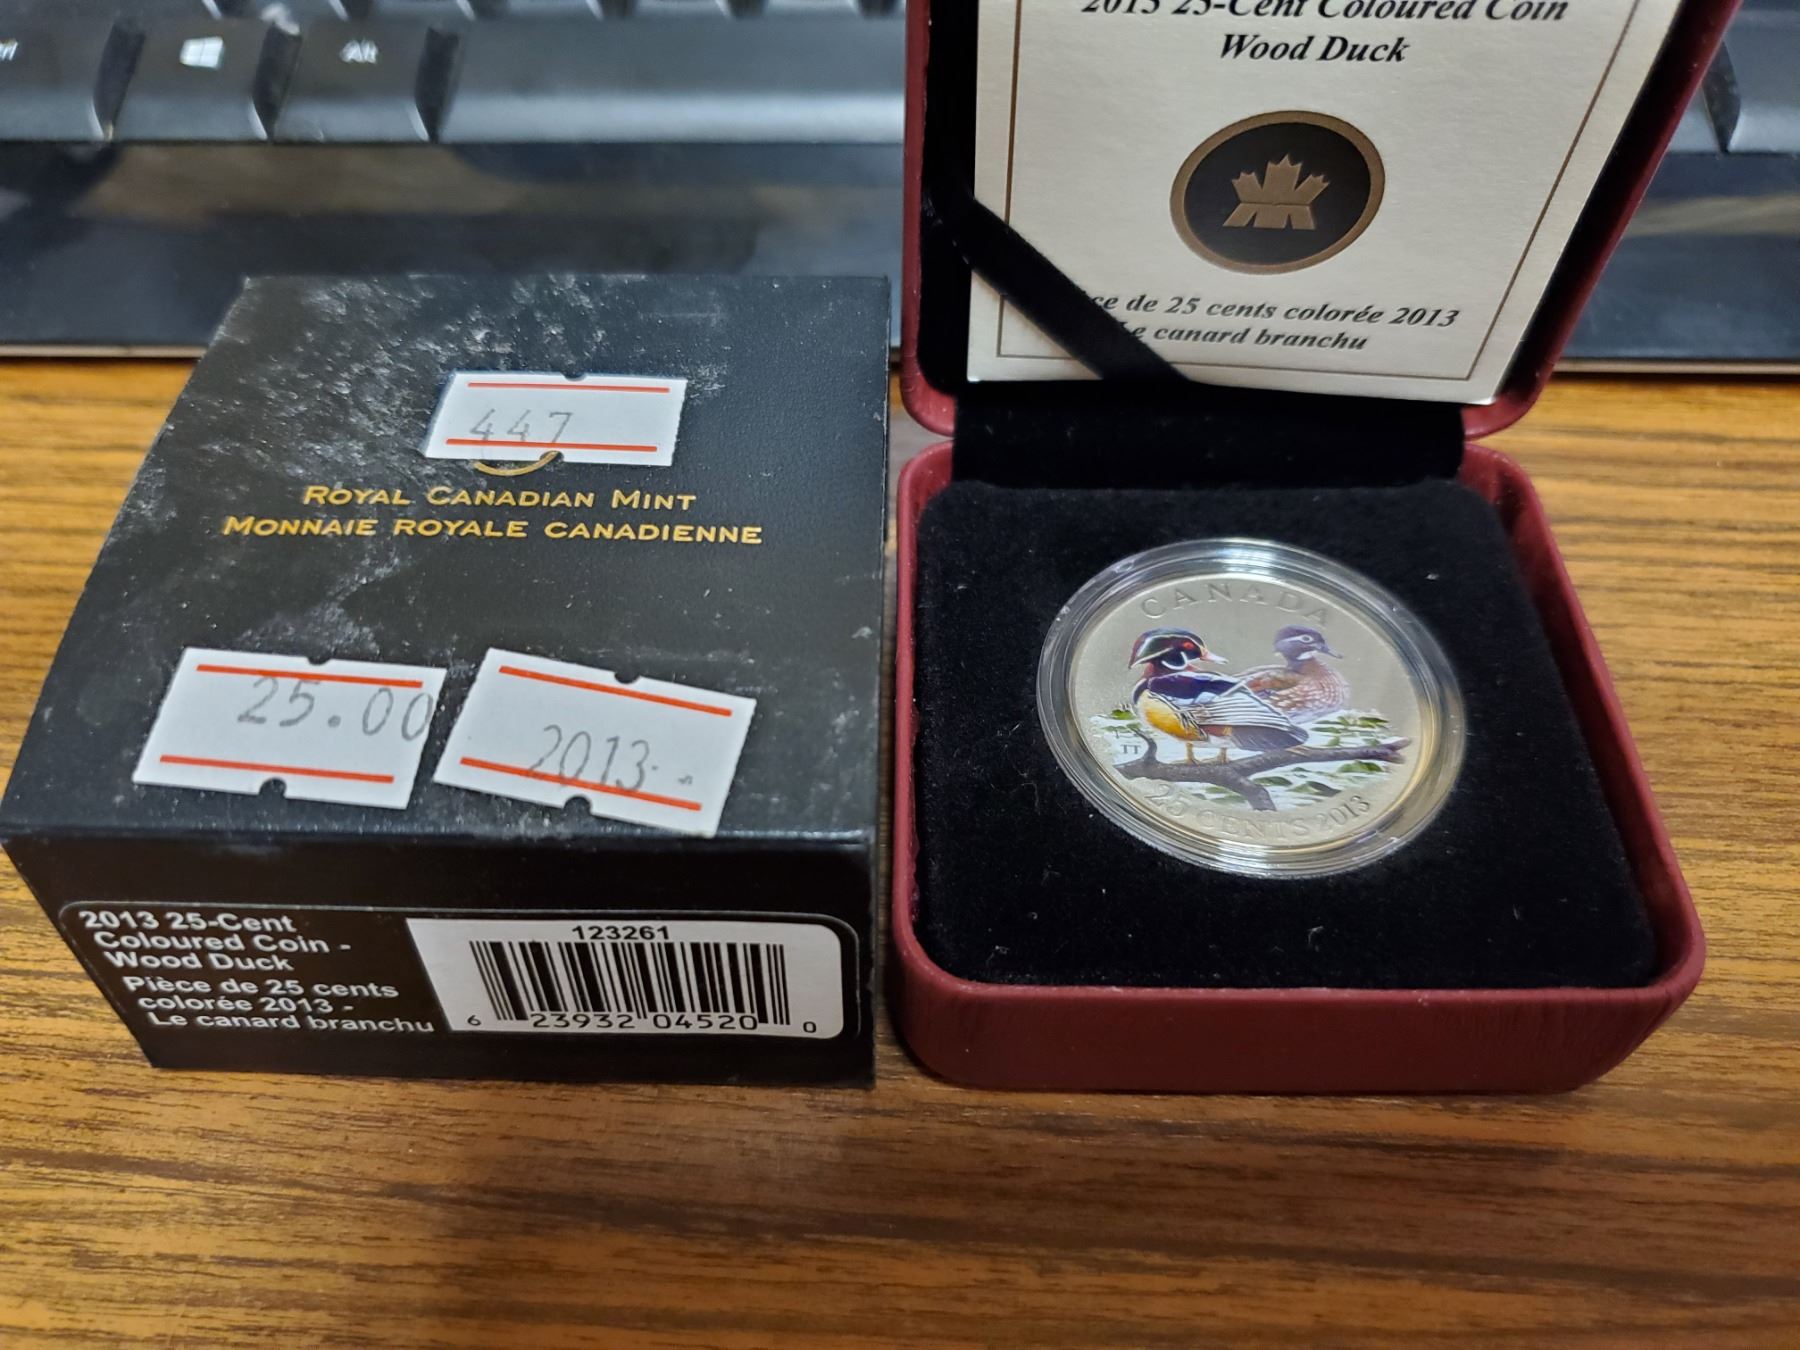 Alt
2013 25-Cent Coloured Coin
Wood Duck
de 25 cents colorée 2013
Le canard branchu
447
ROYAL CANADIAN MINT
MONNAIE ROYALE CANADIENNE
25.00
2013
2013 25-Cent
Coloured Coin -
Wood Duck
Pièce de 25 cents
colorée 2013 -
Le canard branchu
123261
6 23932 04520 0
CANADA
25 CENTS 2013